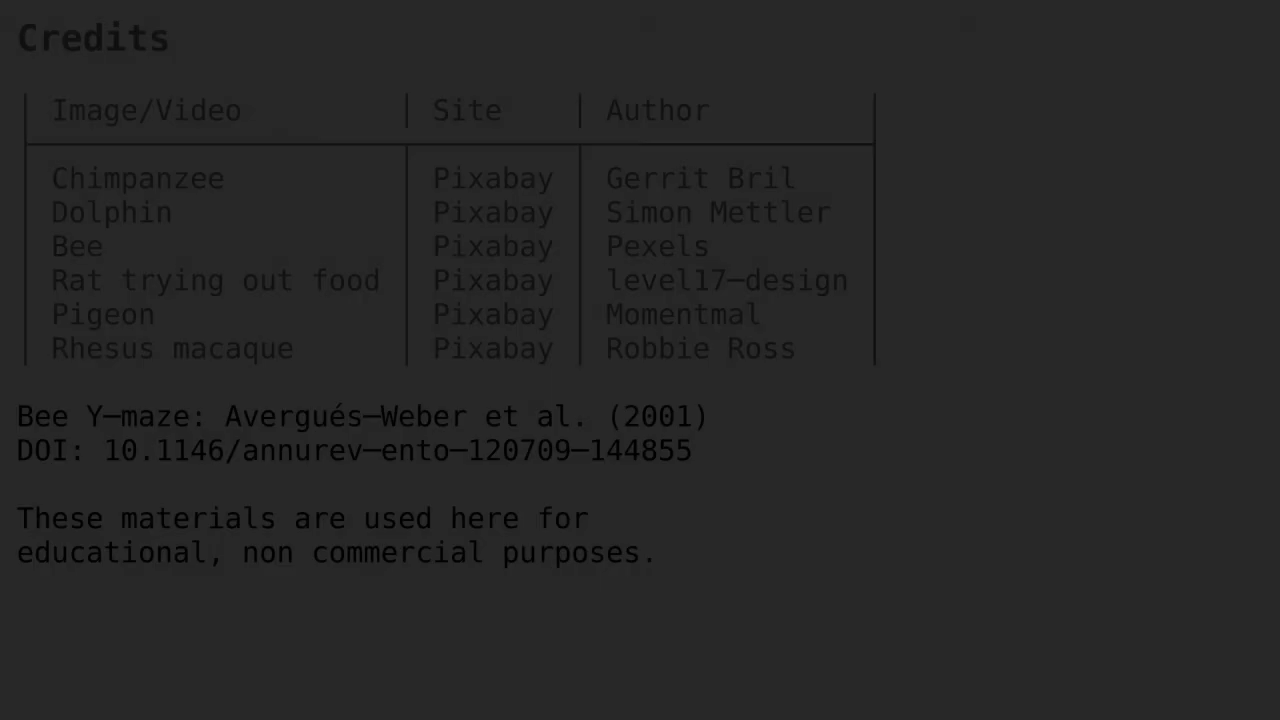 Credits
Image/Video | Site | Author
Chimpanzee | Pixabay | Gerrit Bril
Dolphin | Pixabay | Simon Mettler
Bee | Pixabay | Pexels
Rat trying out food | Pixabay | level17–design
Pigeon | Pixabay | Momentmal
Rhesus macaque | Pixabay | Robbie Ross
Bee Y–maze: Avergués–Weber et al. (2001)
DOI: 10.1146/annurev–ento–120709–144855
These materials are used here for
educational, non commercial purposes.